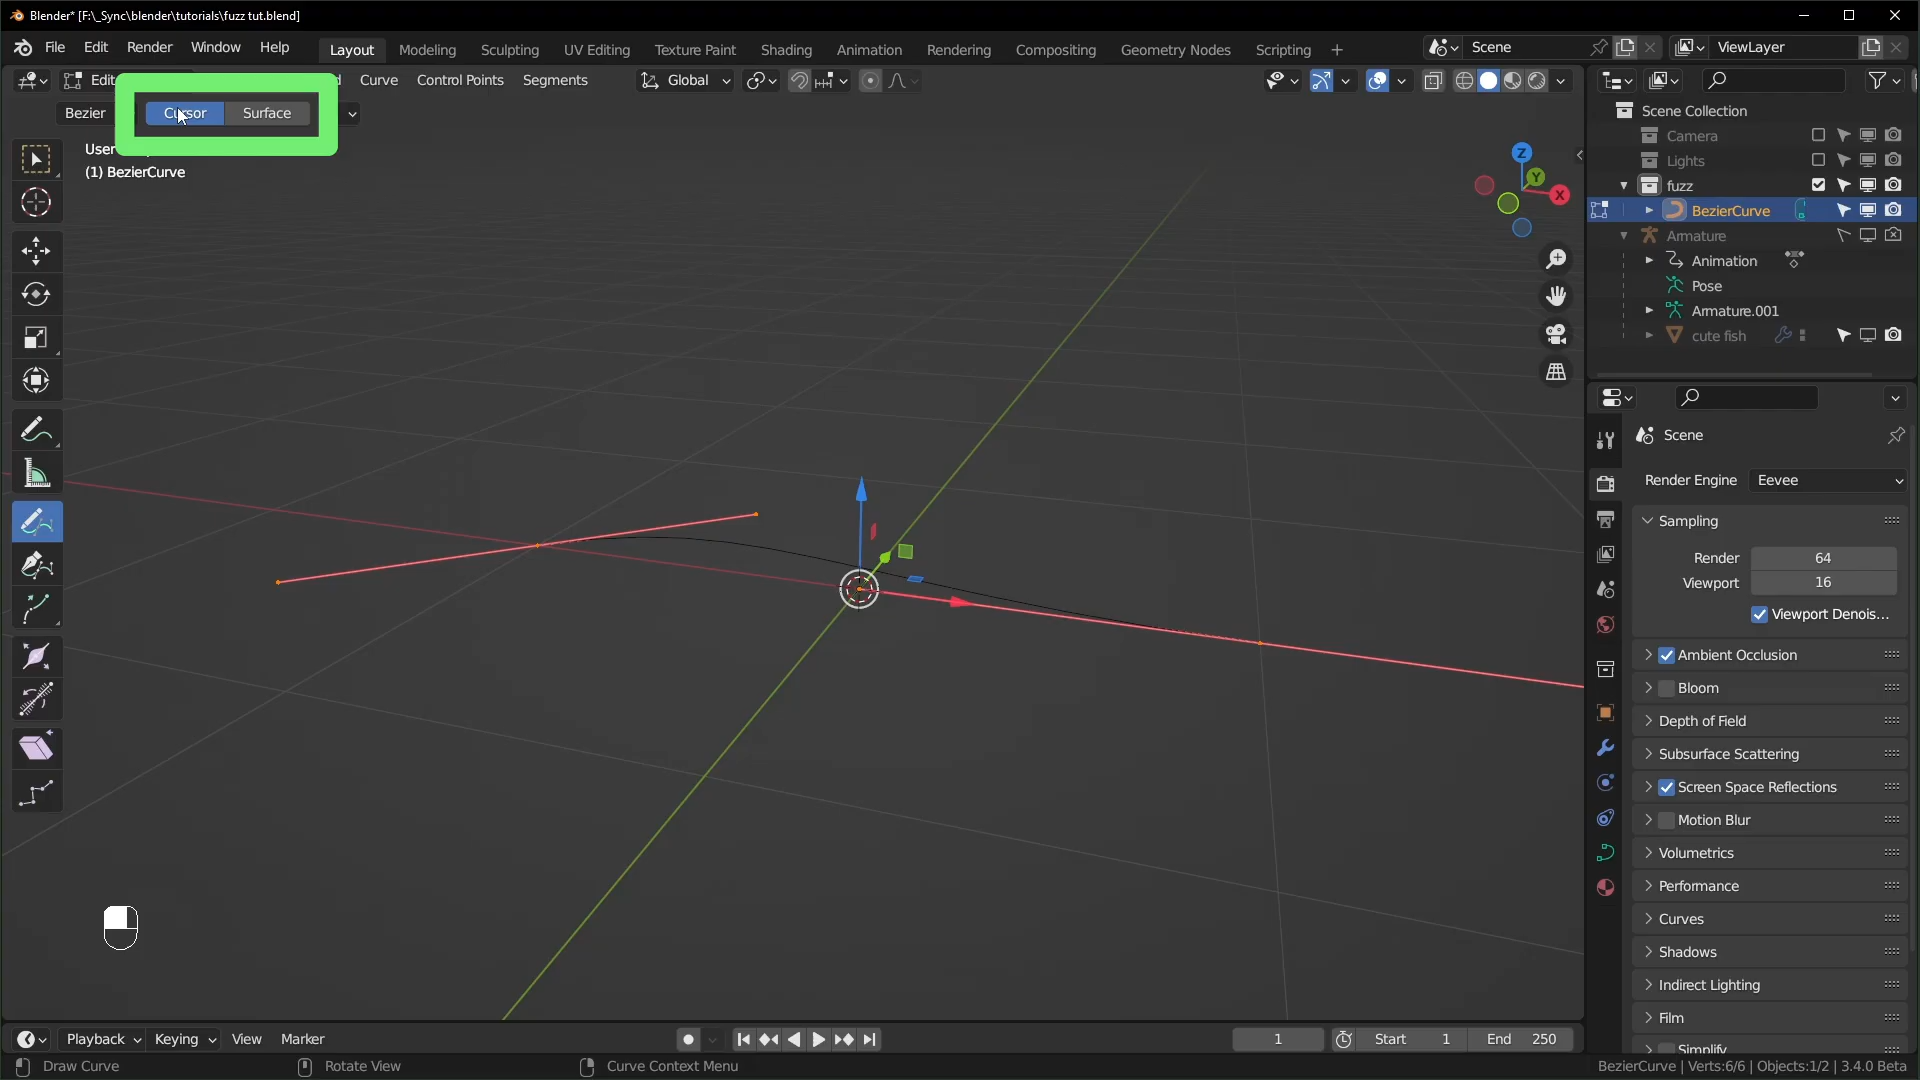 Blender* [F:\_Sync\blender\tutorials\fuzz tut.blend]
File Edit Render Window Help Layout Modeling Sculpting UV Editing Texture Paint Shading Animation Rendering Compositing Geometry Nodes Scripting + Scene ViewLayer
Edit Curve Control Points Segments Global
Bezier Cursor Surface
User
(1) BezierCurve
Z
Y
X
Scene Collection
Camera
Lights
fuzz
BezierCurve
Armature
Animation
Pose
Armature.001
cute fish
Scene
Render Engine Eevee
Sampling
Render 64
Viewport 16
Viewport Denois...
Ambient Occlusion
Bloom
Depth of Field
Subsurface Scattering
Screen Space Reflections
Motion Blur
Volumetrics
Performance
Curves
Shadows
Indirect Lighting
Film
Simplify
Playback Keying View Marker 1 Start 1 End 250
Draw Curve Rotate View Curve Context Menu BezierCurve | Verts:6/6 | Objects:1/2 | 3.4.0 Beta